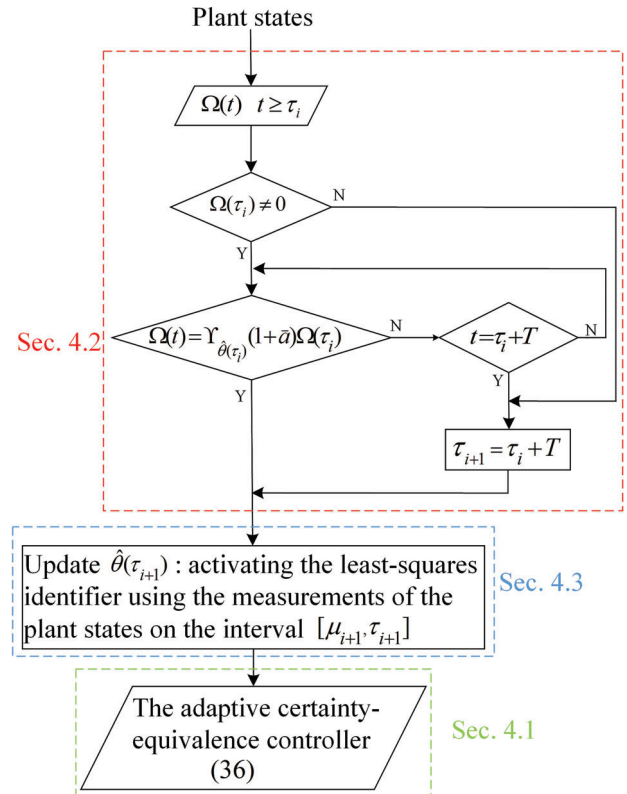 Plant states
Ω(t) t ≥ τ_i
Ω(τ_i) ≠ 0
N
Y
Sec. 4.2
Ω(t) = ϒ_{θ̂(τ_i)}(1+ā)Ω(τ_i)
N
t = τ_i + T
N
Y
Y
τ_{i+1} = τ_i + T
Update θ̂(τ_{i+1}) : activating the least-squares
identifier using the measurements of the
plant states on the interval [μ_{i+1}, τ_{i+1}]
Sec. 4.3
The adaptive certainty-
equivalence controller
(36)
Sec. 4.1